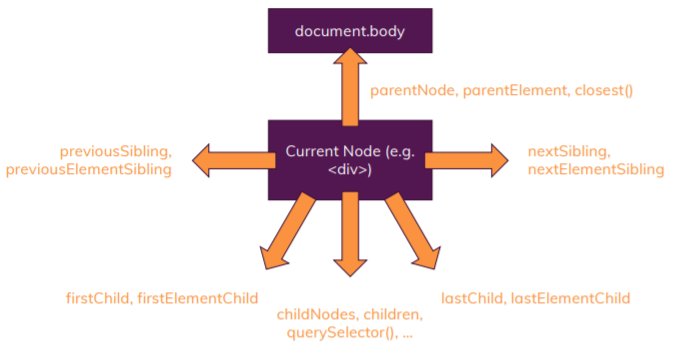 document.body
parentNode, parentElement, closest()
Current Node (e.g.
<div>)
previousSibling,
previousElementSibling
nextSibling,
nextElementSibling
firstChild, firstElementChild
childNodes, children,
querySelector(), ...
lastChild, lastElementChild